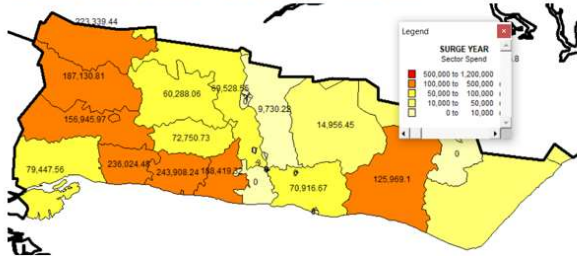 223,339.44
187,130.81
60,288.06
69,528.56
9,730.22
14,956.45
156,945.97
72,750.73
79,447.56
236,024.48
243,908.24
168,419.32
0
70,916.67
125,969.1
0
Legend
SURGE YEAR
Sector Spend
500,000 to 1,200,000
100,000 to 500,000
50,000 to 100,000
10,000 to 50,000
0 to 10,000